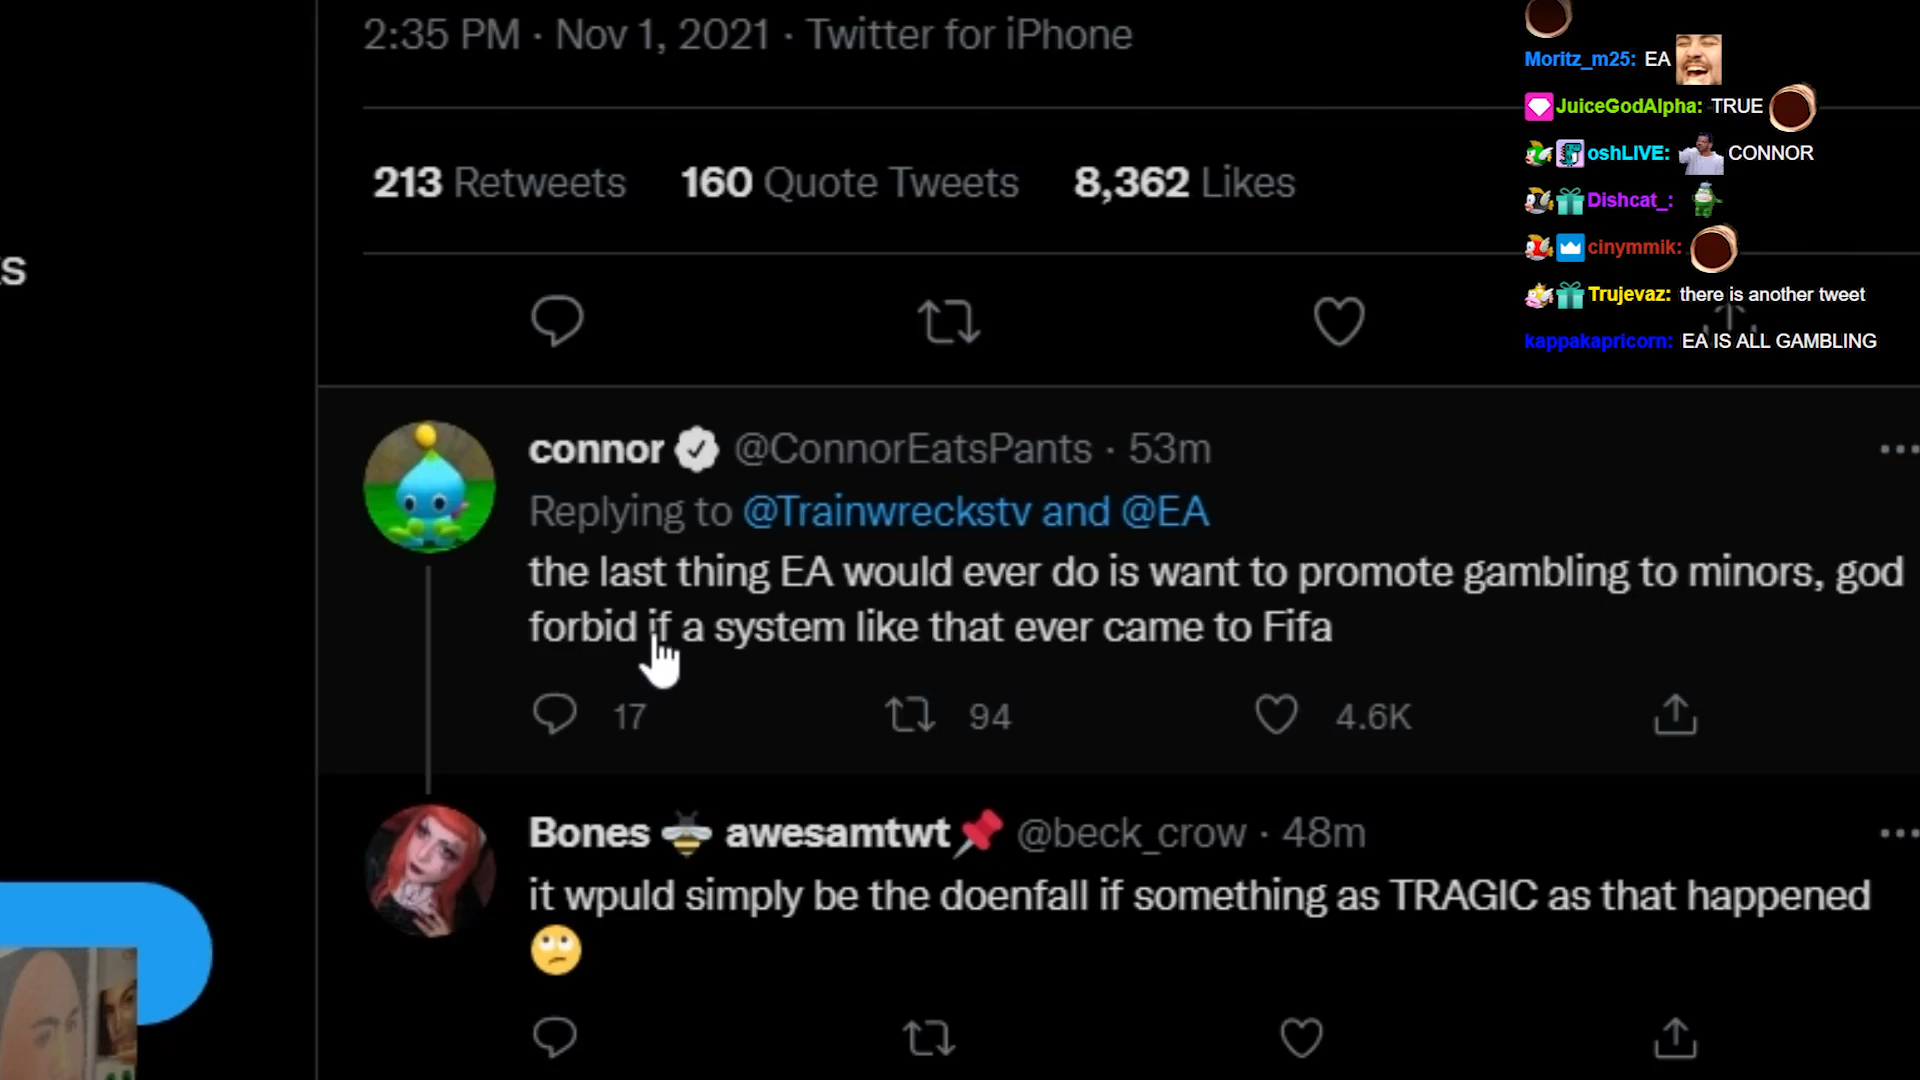 2:35 PM · Nov 1, 2021 · Twitter for iPhone
213 Retweets 160 Quote Tweets 8,362 Likes
connor @ConnorEatsPants · 53m
Replying to @Trainwreckstv and @EA
the last thing EA would ever do is want to promote gambling to minors, god
forbid if a system like that ever came to Fifa
17 94 4.6K
Bones 🐝 awesamtwt📌 @beck_crow · 48m
it wpuld simply be the doenfall if something as TRAGIC as that happened
🙄
Moritz_m25: EA
JuiceGodAlpha: TRUE
oshLIVE: CONNOR
Dishcat_:
cinymmik:
Trujevaz: there is another tweet
kappakapricorn: EA IS ALL GAMBLING